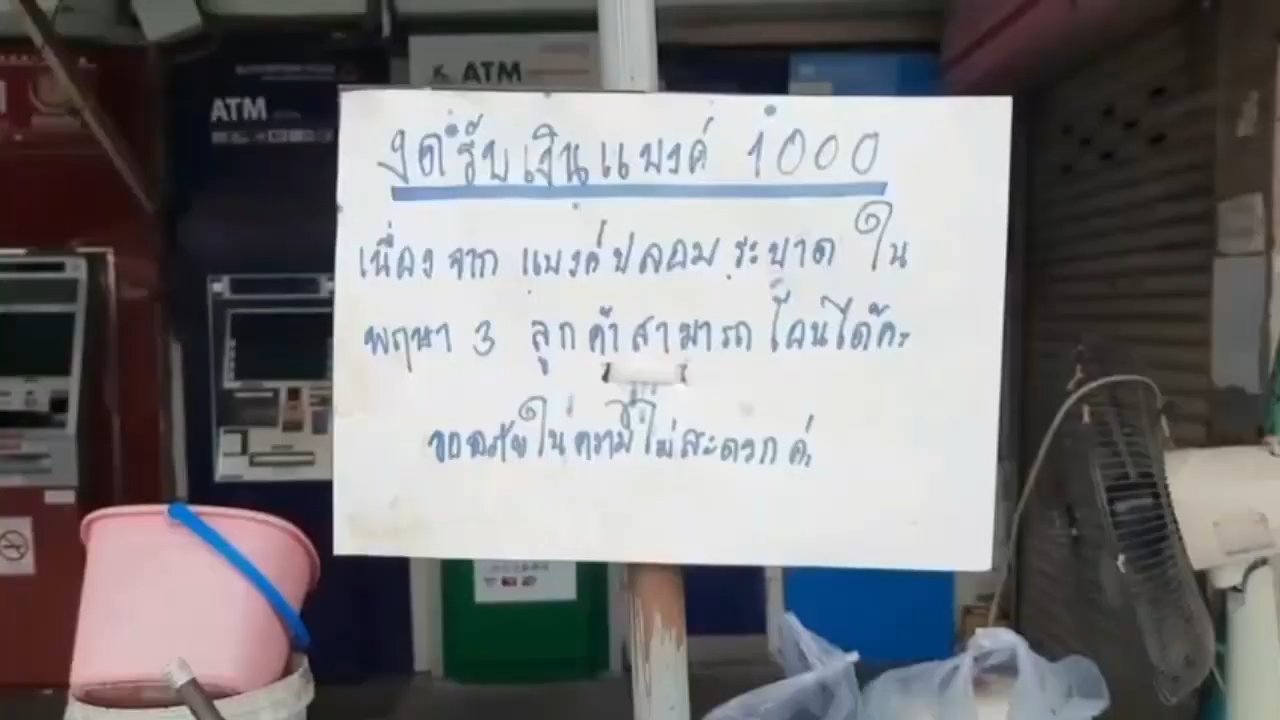 ATM
K ATM
งดรับเงินแบงค์ 1000
เนื่องจาก แบงค์ปลอม ระบาด ใน
พฤษา 3 ลูกค้าสามารถ โอนได้ค่ะ
ขออภัยในความไม่สะดวกค่ะ